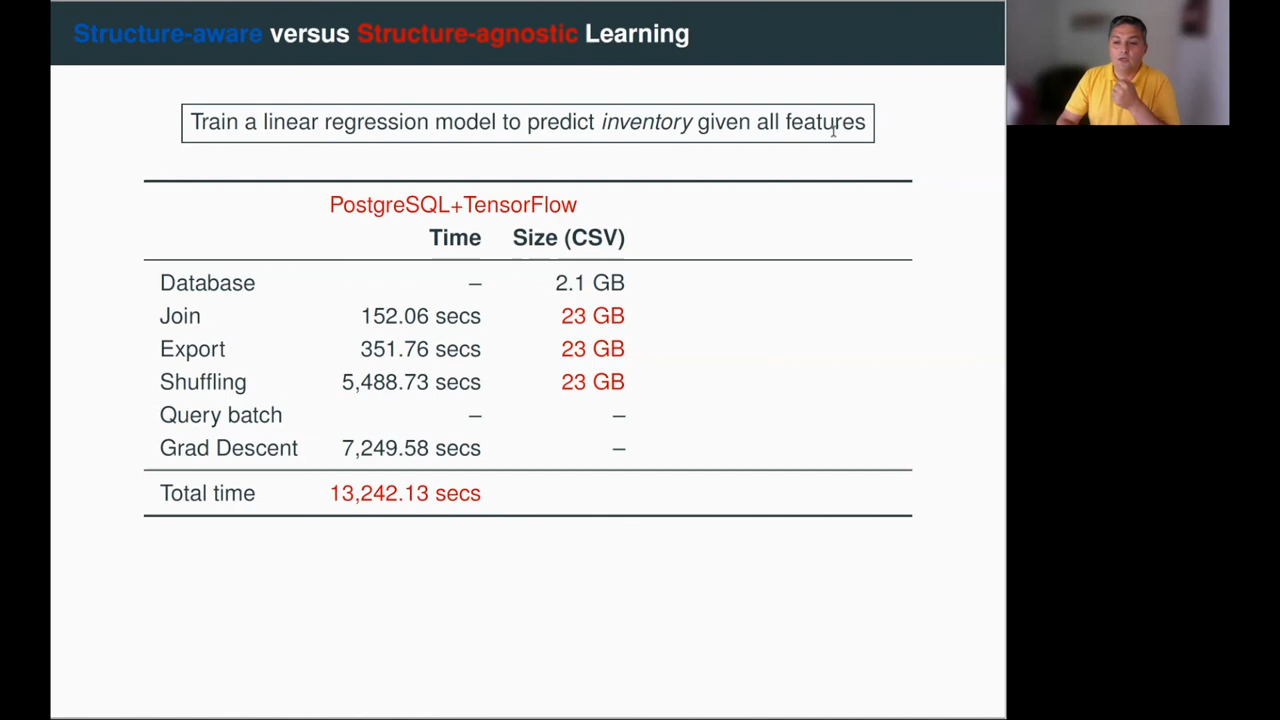 Structure-aware versus Structure-agnostic Learning
Train a linear regression model to predict inventory given all features
PostgreSQL+TensorFlow
Time Size (CSV)
Database – 2.1 GB
Join 152.06 secs 23 GB
Export 351.76 secs 23 GB
Shuffling 5,488.73 secs 23 GB
Query batch – –
Grad Descent 7,249.58 secs –
Total time 13,242.13 secs